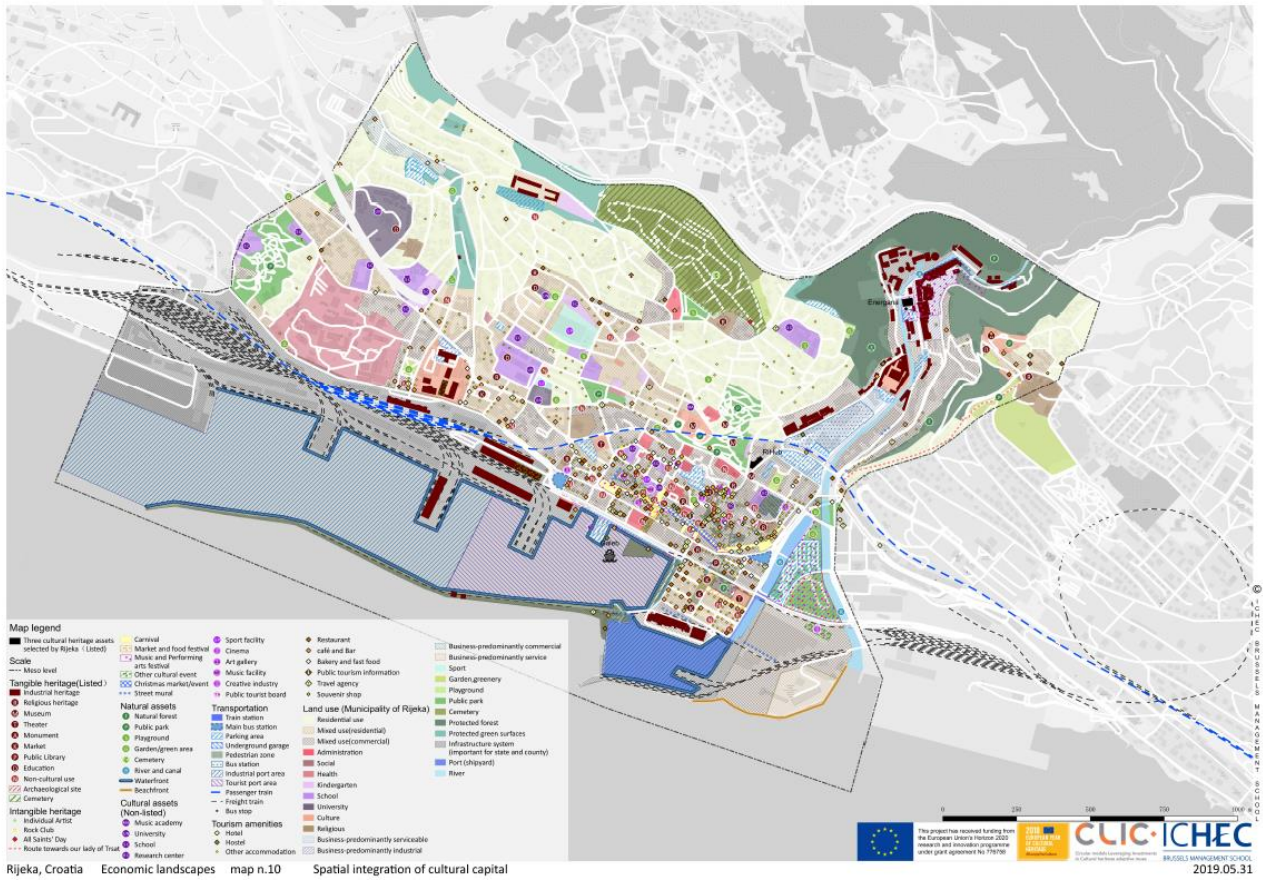 Energana
RiHub
Galeb
Map legend
Three cultural heritage assets
selected by Rijeka (Listed)
Scale
Meso level
Tangible heritage(Listed)
Industrial heritage
Religious heritage
Museum
Theater
Monument
Market
Public Library
Education
Non-cultural use
Archaeological site
Cemetery
Intangible heritage
Individual Artist
Rock Club
All Saints' Day
Route towards our lady of Trsat
Carnival
Market and food festival
Music and Performing
arts festival
Other cultural event
Christmas market/event
Street mural
Natural assets
Natural forest
Public park
Playground
Garden/green area
Cemetery
River and canal
Waterfront
Beachfront
Cultural assets
(Non-listed)
Music academy
University
School
Research center
Sport facility
Cinema
Art gallery
Music facility
Creative industry
Public tourist board
Transportation
Train station
Main bus station
Parking area
Underground garage
Pedestrian zone
Bus station
Industrial port area
Tourist port area
Passenger train
Freight train
Bus stop
Tourism amenities
Hotel
Hostel
Other accommodation
Restaurant
café and Bar
Bakery and fast food
Public tourism information
Travel agency
Souvenir shop
Land use (Municipality of Rijeka)
Residential use
Mixed use(residential)
Mixed use(commercial)
Administration
Social
Health
Kindergarten
School
University
Culture
Religious
Business-predominantly serviceable
Business-predominantly industrial
Business-predominantly commercial
Business-predominantly service
Sport
Garden,greenery
Playground
Public park
Cemetery
Protected forest
Protected green surfaces
Infrastructure system
(important for state and county)
Port (shipyard)
River
0 250 500 750 1000
This project has received funding from
the European Union's Horizon 2020
research and innovation programme
under grant agreement No 776758
2018
EUROPEAN YEAR
OF CULTURAL
HERITAGE
CLIC
ICHEC
BRUSSELS MANAGEMENT SCHOOL
© ICHEC BRUSSELS MANAGEMENT SCHOOL
Rijeka, Croatia Economic landscapes map n.10 Spatial integration of cultural capital
2019.05.31